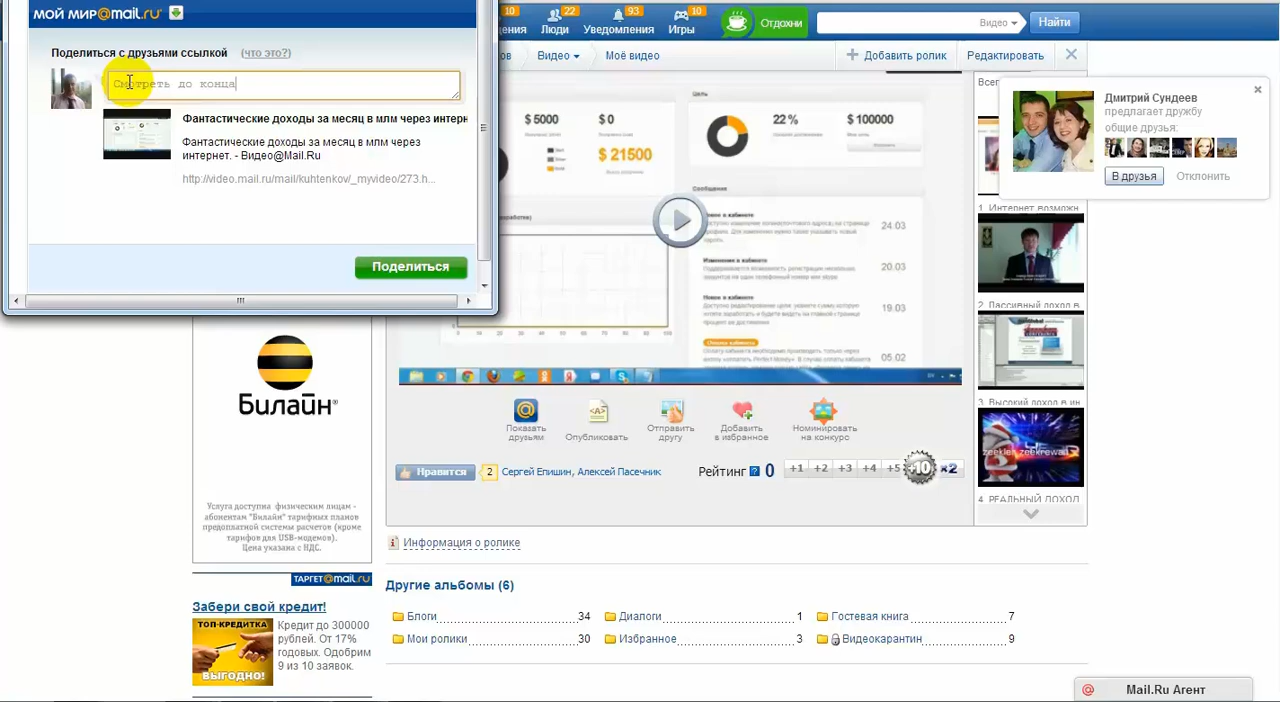 мой мир@mail.ru
Поделиться с друзьями ссылкой (что это?)
Смотреть до конца
Фантастические доходы за месяц в млм через интерн
Фантастические доходы за месяц в млм через
интернет. - Видео@Mail.Ru
http://video.mail.ru/mail/kuhtenkov/_myvideo/273.h...
Поделиться
10 22 93 10
Люди Уведомления Игры Отдохни Видео Найти
Видео Моё видео Добавить ролик Редактировать
Дмитрий Сундеев
предлагает дружбу
общие друзья:
В друзья Отклонить
Цель
$ 5000 $ 0
$ 21500
22 % $ 100000
Сообщения
Новое в кабинете
24.03
Изменения в кабинете
20.03
Новое в кабинете
19.03
05.02
1. Интернет возможн
2. Пассивный доход в
3. Высокий доход в ин
4. РЕАЛЬНЫЙ ДОХОД
Показать
друзьям
Опубликовать
Отправить
другу
Добавить
в избранное
Номинировать
на конкурс
Нравится 2 Сергей Епишин, Алексей Пасечник
Рейтинг ? 0 +1 +2 +3 +4 +5 +10 x2
Информация о ролике
Другие альбомы (6)
Блоги 34 Диалоги 1 Гостевая книга 7
Мои ролики 30 Избранное 3 Видеокарантин 9
Билайн®
Услуга доступна физическим лицам -
абонентам "Билайн" тарифных планов
предоплатной системы расчетов (кроме
тарифов для USB-модемов).
Цена указана с НДС.
ТАРГЕТ@mail.ru
Забери свой кредит!
ТОП-КРЕДИТКА
ВЫГОДНО!
Кредит до 300000
рублей. От 17%
годовых. Одобрим
9 из 10 заявок.
Mail.Ru Агент